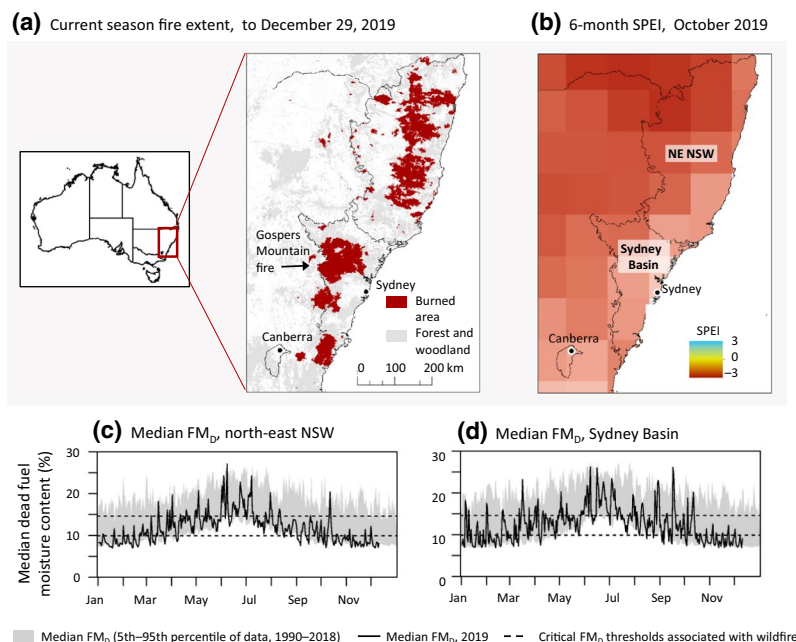 (a) Current season fire extent, to December 29, 2019
(b) 6-month SPEI, October 2019
Gospers
Mountain
fire
Sydney
Burned
area
Forest and
woodland
Canberra
0 100 200 km
NE NSW
Sydney
Basin
Sydney
Canberra
SPEI
3
0
–3
(c) Median FMD, north-east NSW
(d) Median FMD, Sydney Basin
Median dead fuel
moisture content (%)
30
20
10
0
Jan Mar May Jul Sep Nov
30
20
10
0
Jan Mar May Jul Sep Nov
Median FMD (5th–95th percentile of data, 1990–2018) Median FMD, 2019 Critical FMD thresholds associated with wildfire